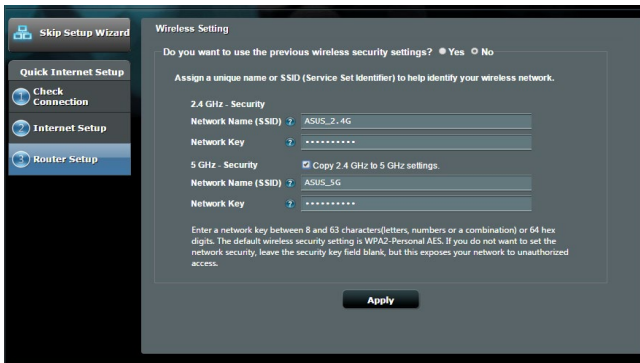 Skip Setup Wizard
Quick Internet Setup
1 Check Connection
2 Internet Setup
3 Router Setup
Wireless Setting
Do you want to use the previous wireless security settings? Yes No
Assign a unique name or SSID (Service Set Identifier) to help identify your wireless network.
2.4 GHz - Security
Network Name (SSID) ? ASUS_2.4G
Network Key ? ••••••••••
5 GHz - Security Copy 2.4 GHz to 5 GHz settings.
Network Name (SSID) ? ASUS_5G
Network Key ? ••••••••••
Enter a network key between 8 and 63 characters(letters, numbers or a combination) or 64 hex
digits. The default wireless security setting is WPA2-Personal AES. If you do not want to set the
network security, leave the security key field blank, but this exposes your network to unauthorized
access.
Apply